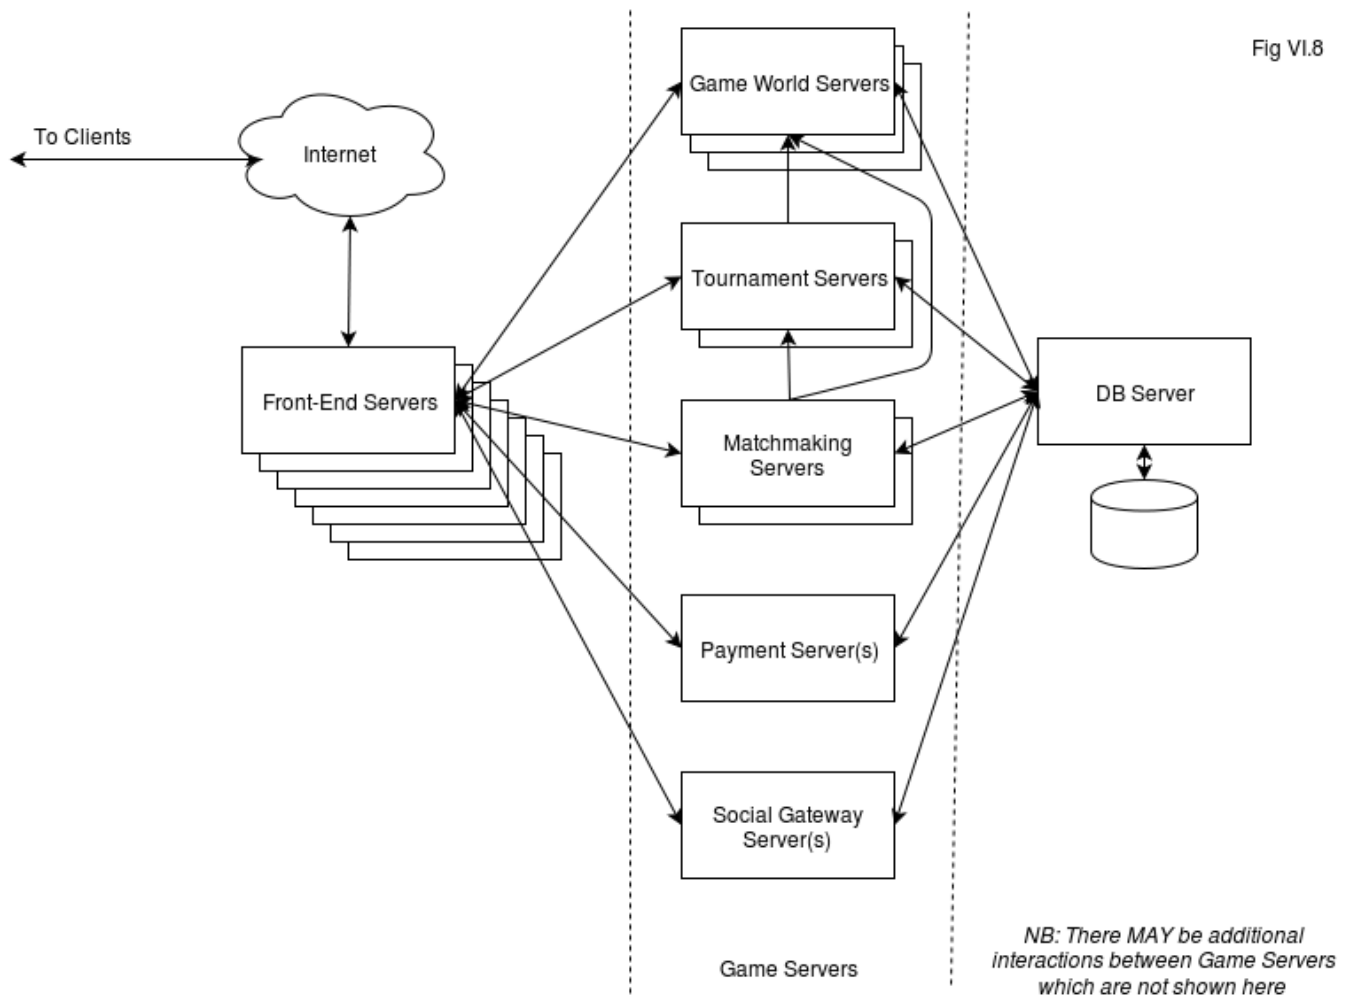 Fig VI.8
To Clients
Internet
Game World Servers
Tournament Servers
Front-End Servers
DB Server
Matchmaking
Servers
Payment Server(s)
Social Gateway
Server(s)
Game Servers
NB: There MAY be additional
interactions between Game Servers
which are not shown here